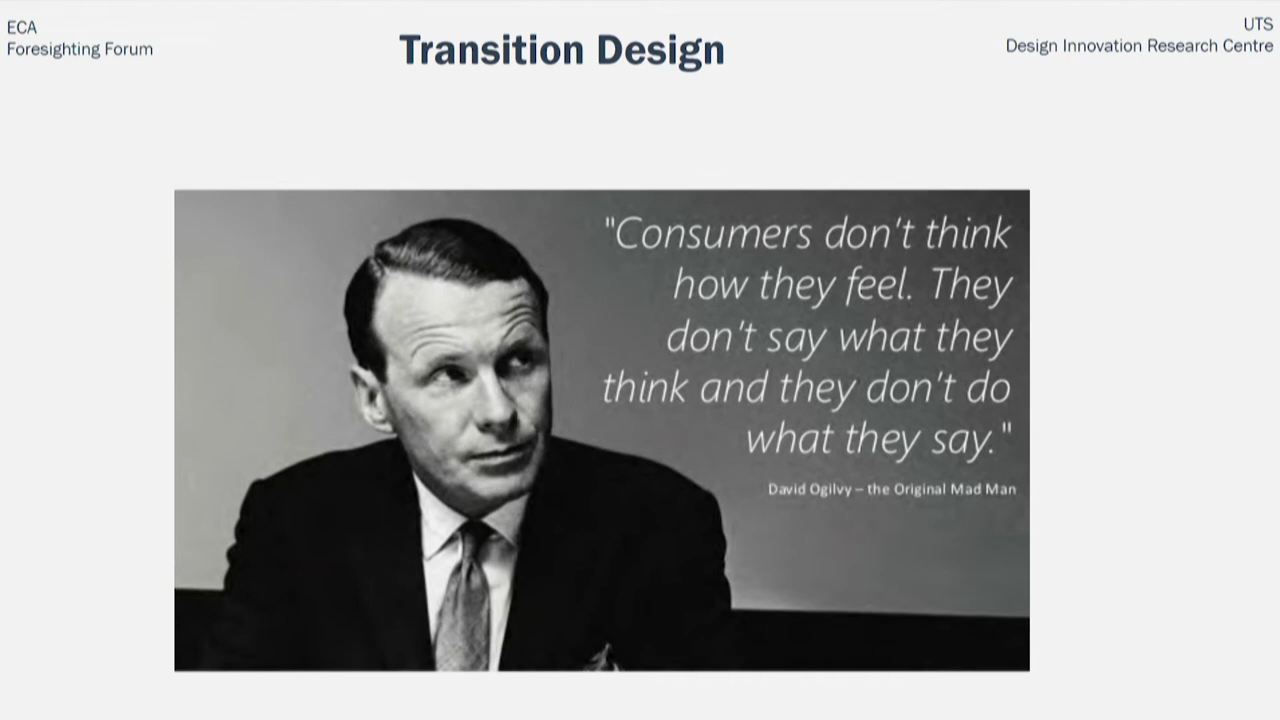 ECA
Foresighting Forum
Transition Design
UTS
Design Innovation Research Centre
"Consumers don't think
how they feel. They
don't say what they
think and they don't do
what they say."
David Ogilvy – the Original Mad Man